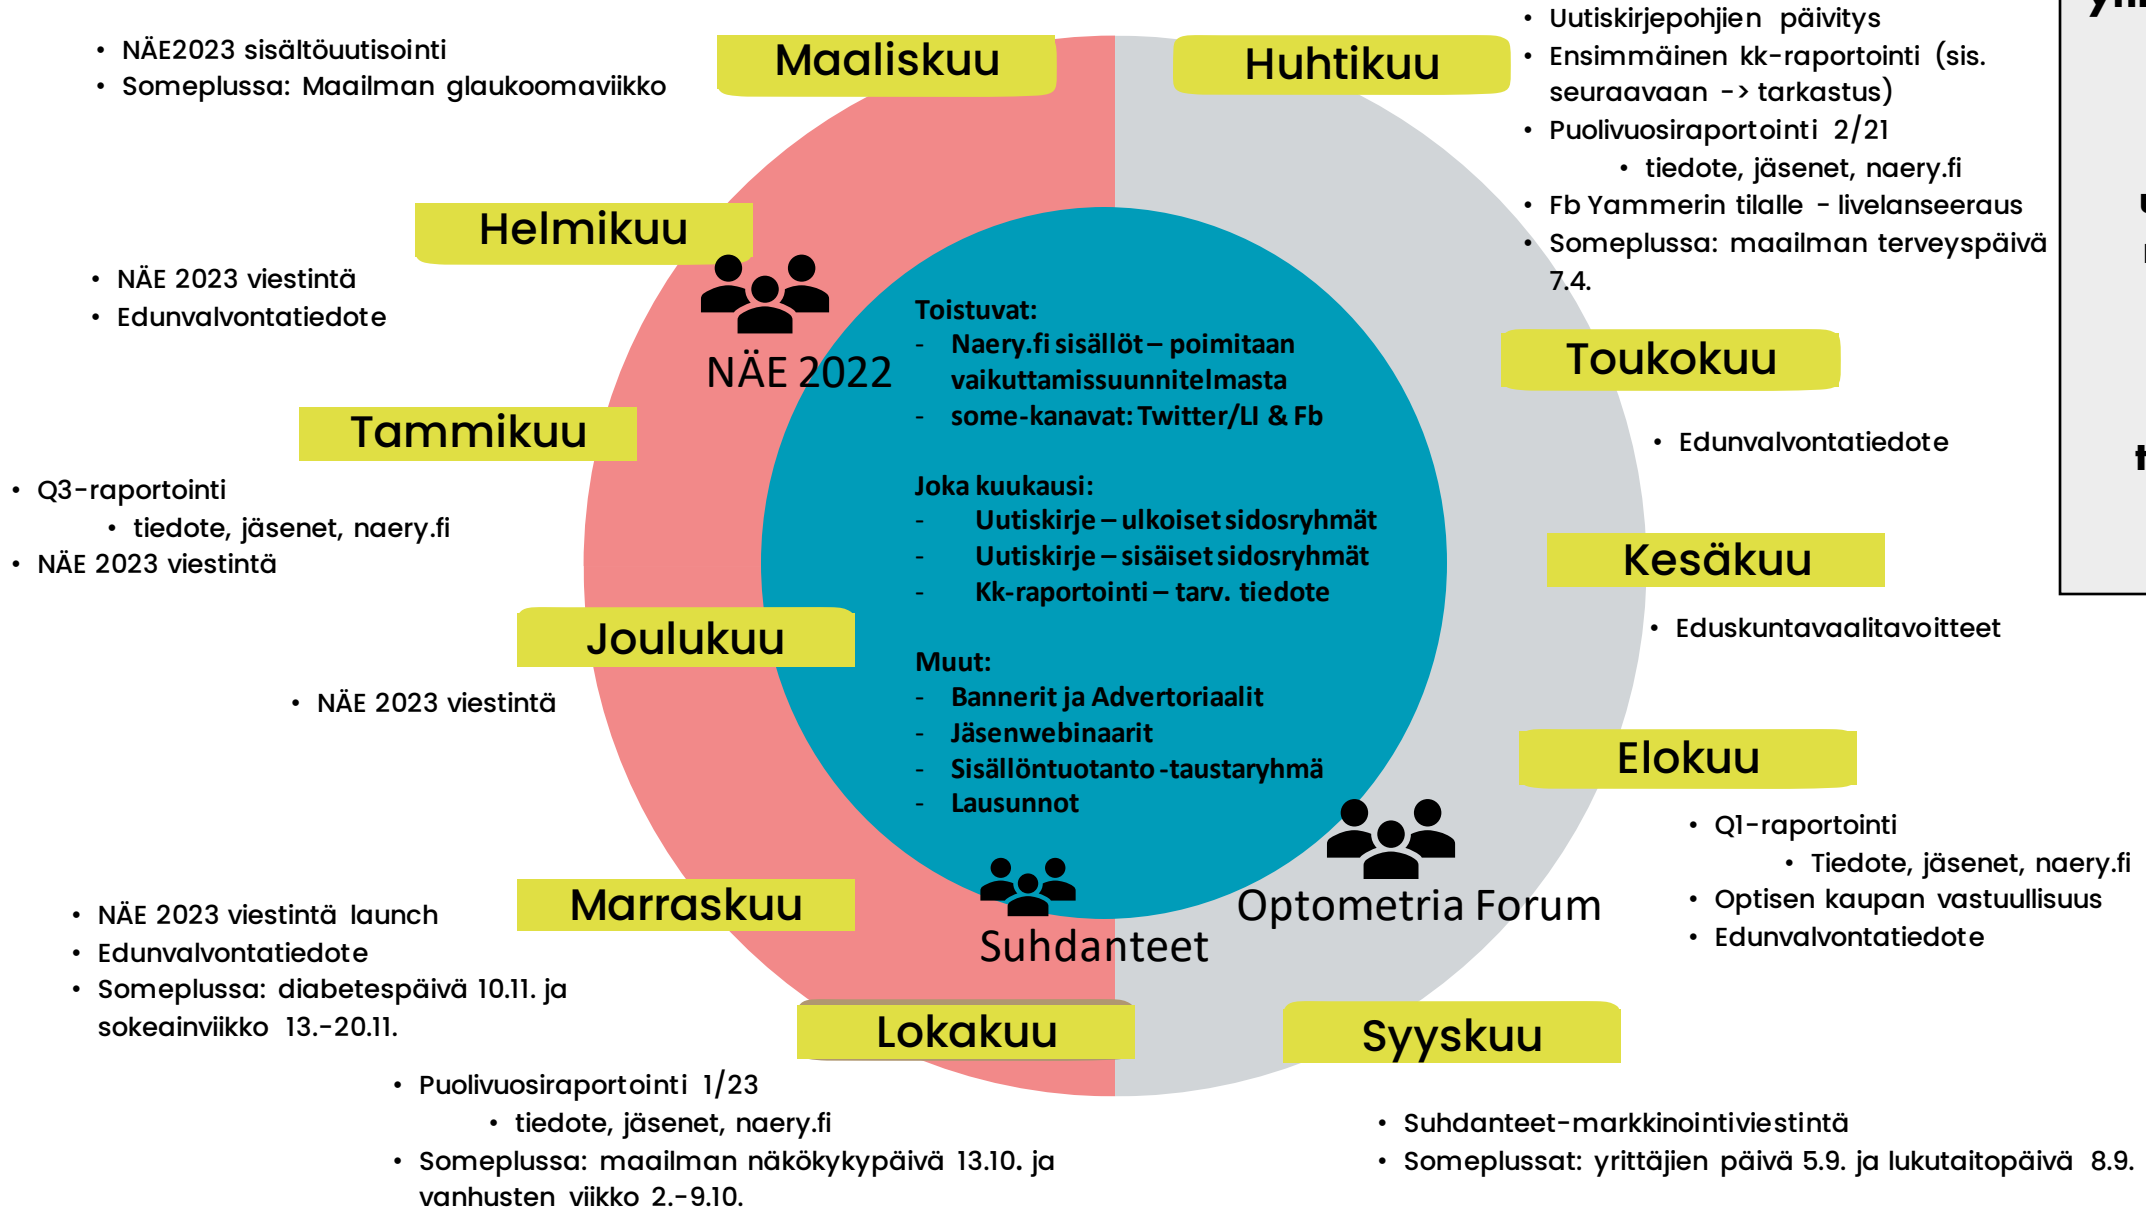 Maaliskuu
• NÄE2023 sisältöuutisointi
• Someplussa: Maailman glaukoomaviikko
Huhtikuu
• Uutiskirjepohjien päivitys
• Ensimmäinen kk-raportointi (sis.
seuraavaan -> tarkastus)
• Puolivuosiraportointi 2/21
• tiedote, jäsenet, naery.fi
• Fb Yammerin tilalle - livelanseeraus
• Someplussa: maailman terveyspäivä
7.4.
Helmikuu
• NÄE 2023 viestintä
• Edunvalvontatiedote
NÄE 2022
Toukokuu
• Edunvalvontatiedote
Tammikuu
• Q3-raportointi
• tiedote, jäsenet, naery.fi
• NÄE 2023 viestintä
Toistuvat:
- Naery.fi sisällöt – poimitaan
vaikuttamissuunnitelmasta
- some-kanavat: Twitter/LI & Fb
Joka kuukausi:
- Uutiskirje – ulkoiset sidosryhmät
- Uutiskirje – sisäiset sidosryhmät
- Kk-raportointi – tarv. tiedote
Muut:
- Bannerit ja Advertoriaalit
- Jäsenwebinaarit
- Sisällöntuotanto -taustaryhmä
- Lausunnot
Kesäkuu
• Eduskuntavaalitavoitteet
Joulukuu
• NÄE 2023 viestintä
Elokuu
• Q1-raportointi
• Tiedote, jäsenet, naery.fi
• Optisen kaupan vastuullisuus
• Edunvalvontatiedote
Optometria Forum
Suhdanteet
Marraskuu
• NÄE 2023 viestintä launch
• Edunvalvontatiedote
• Someplussa: diabetespäivä 10.11. ja
sokeainviikko 13.-20.11.
Lokakuu
• Puolivuosiraportointi 1/23
• tiedote, jäsenet, naery.fi
• Someplussa: maailman näkökykypäivä 13.10. ja
vanhusten viikko 2.-9.10.
Syyskuu
• Suhdanteet-markkinointiviestintä
• Someplussat: yrittäjien päivä 5.9. ja lukutaitopäivä 8.9.